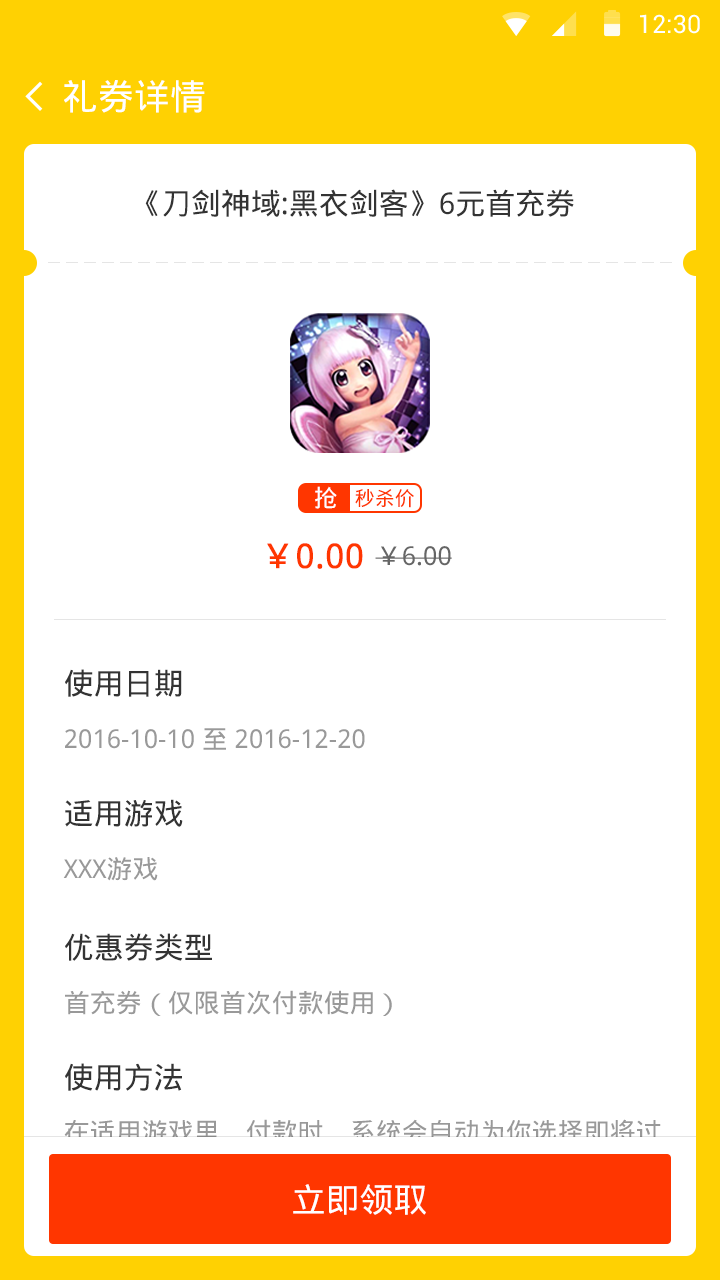 12:30
礼券详情
《刀剑神域:黑衣剑客》6元首充券
抢 秒杀价
￥0.00 ￥6.00
使用日期
2016-10-10 至 2016-12-20
适用游戏
XXX游戏
优惠券类型
首充券（仅限首次付款使用）
使用方法
在适用游戏里，付款时，系统会自动为你选择即将过
立即领取